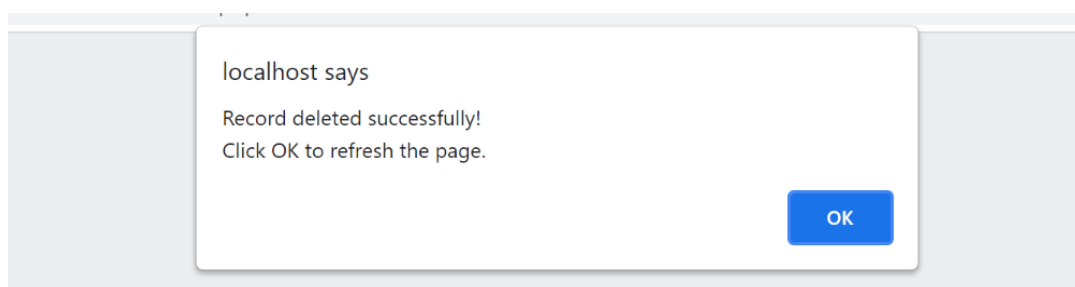 localhost says
Record deleted successfully!
Click OK to refresh the page.
OK